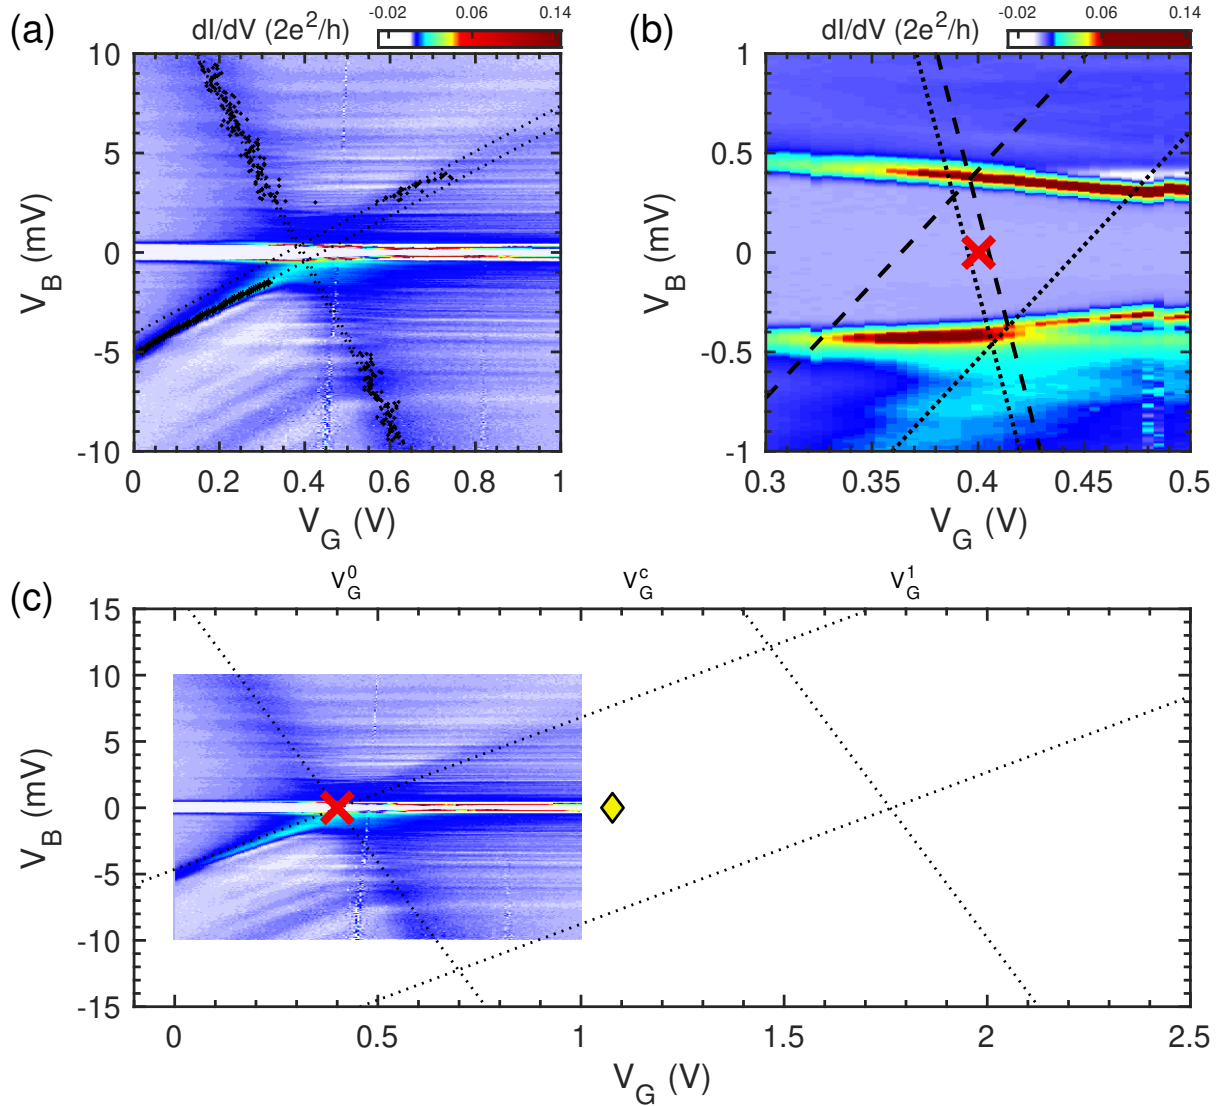 (a)
dI/dV (2e²/h)
-0.02 0.06 0.14
10
5
0
-5
-10
V_B (mV)
0 0.2 0.4 0.6 0.8 1
V_G (V)
(b)
dI/dV (2e²/h)
-0.02 0.06 0.14
1
0.5
0
-0.5
-1
V_B (mV)
0.3 0.35 0.4 0.45 0.5
V_G (V)
(c)
V_G^0 V_G^c V_G^1
15
10
5
0
-5
-10
-15
V_B (mV)
0 0.5 1 1.5 2 2.5
V_G (V)